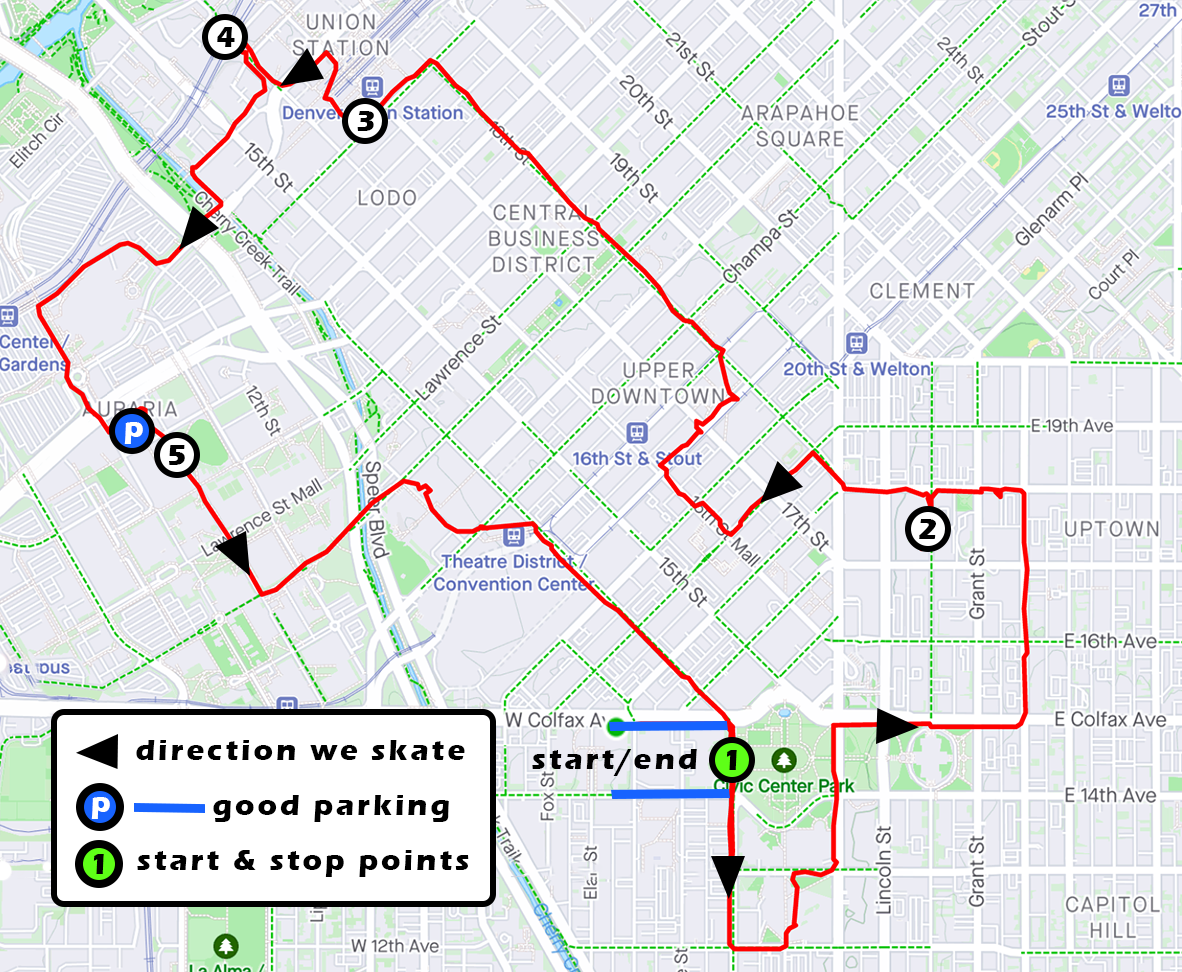 27th
UNION
STATION
4
21st St
24th St
Stout St
20th St
25th St & Welto
ARAPAHOE
SQUARE
Denver
n Station
3
Elitch Cir
18th St
15th St
19th St
LODO
Cherry Creek Trail
CENTRAL
BUSINESS
DISTRICT
Champa St
Glenarm Pl
Court Pl
CLEMENT
Center/
Gardens
Lawrence St
20th St & Welton
UPPER
DOWNTOWN
AURARIA
12th St
P
5
E 19th Ave
16th St & Stout
Speer Blvd
Lawrence St Mall
16th St Mall
17th St
2
UPTOWN
Theatre District /
Convention Center
15th St
Grant St
E 16th Ave
W Colfax A
E Colfax Ave
start/end
1
Civic Center Park
Fox St
E 14th Ave
direction we skate
P
good parking
1
start & stop points
k Trail
Lincoln St
Grant St
CAPITOL
HILL
W 12th Ave
Cherry C
La Alma /